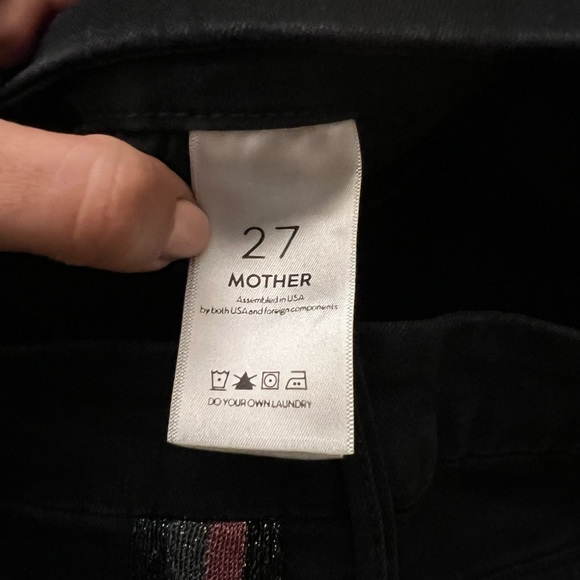 27
MOTHER
Assembled in USA
by both USA and foreign components
DO YOUR OWN LAUNDRY